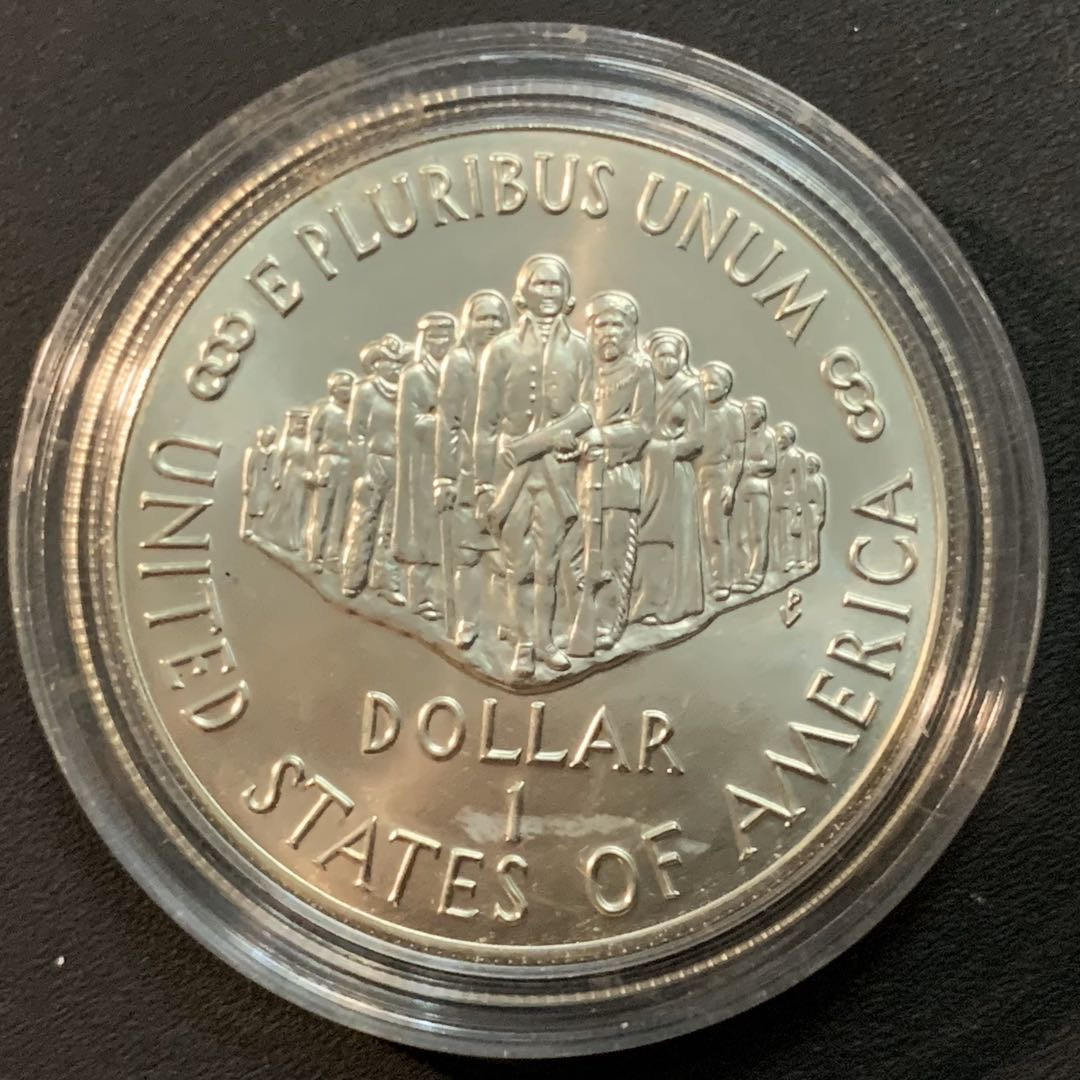 E PLURIBUS UNUM
DOLLAR
1
UNITED STATES OF AMERICA